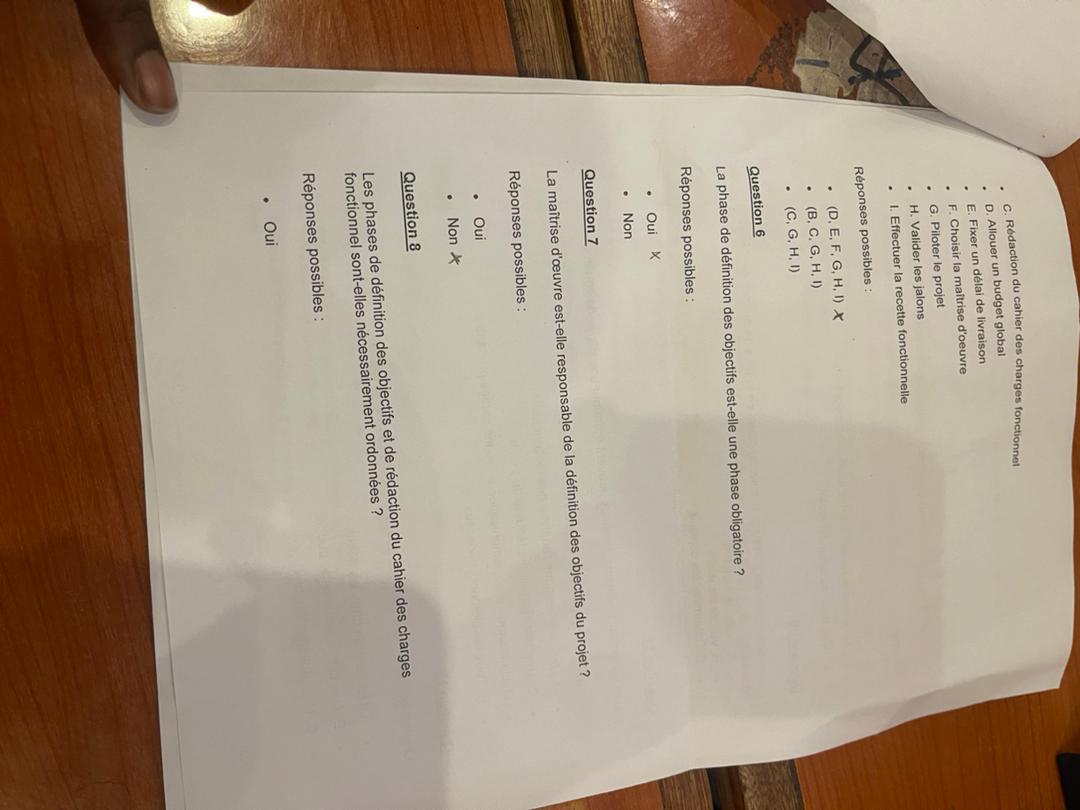 • C. Rédaction du cahier des charges fonctionnel
• D. Allouer un budget global
• E. Fixer un délai de livraison
• F. Choisir la maîtrise d'oeuvre
• G. Piloter le projet
• H. Valider les jalons
• I. Effectuer la recette fonctionnelle
Réponses possibles :
• (D, E, F, G, H, I) X
• (B, C, G, H, I)
• (C, G, H, I)
Question 6
La phase de définition des objectifs est-elle une phase obligatoire ?
Réponses possibles :
• Oui X
• Non
Question 7
La maîtrise d'œuvre est-elle responsable de la définition des objectifs du projet ?
Réponses possibles :
• Oui
• Non X
Question 8
Les phases de définition des objectifs et de rédaction du cahier des charges
fonctionnel sont-elles nécessairement ordonnées ?
Réponses possibles :
• Oui